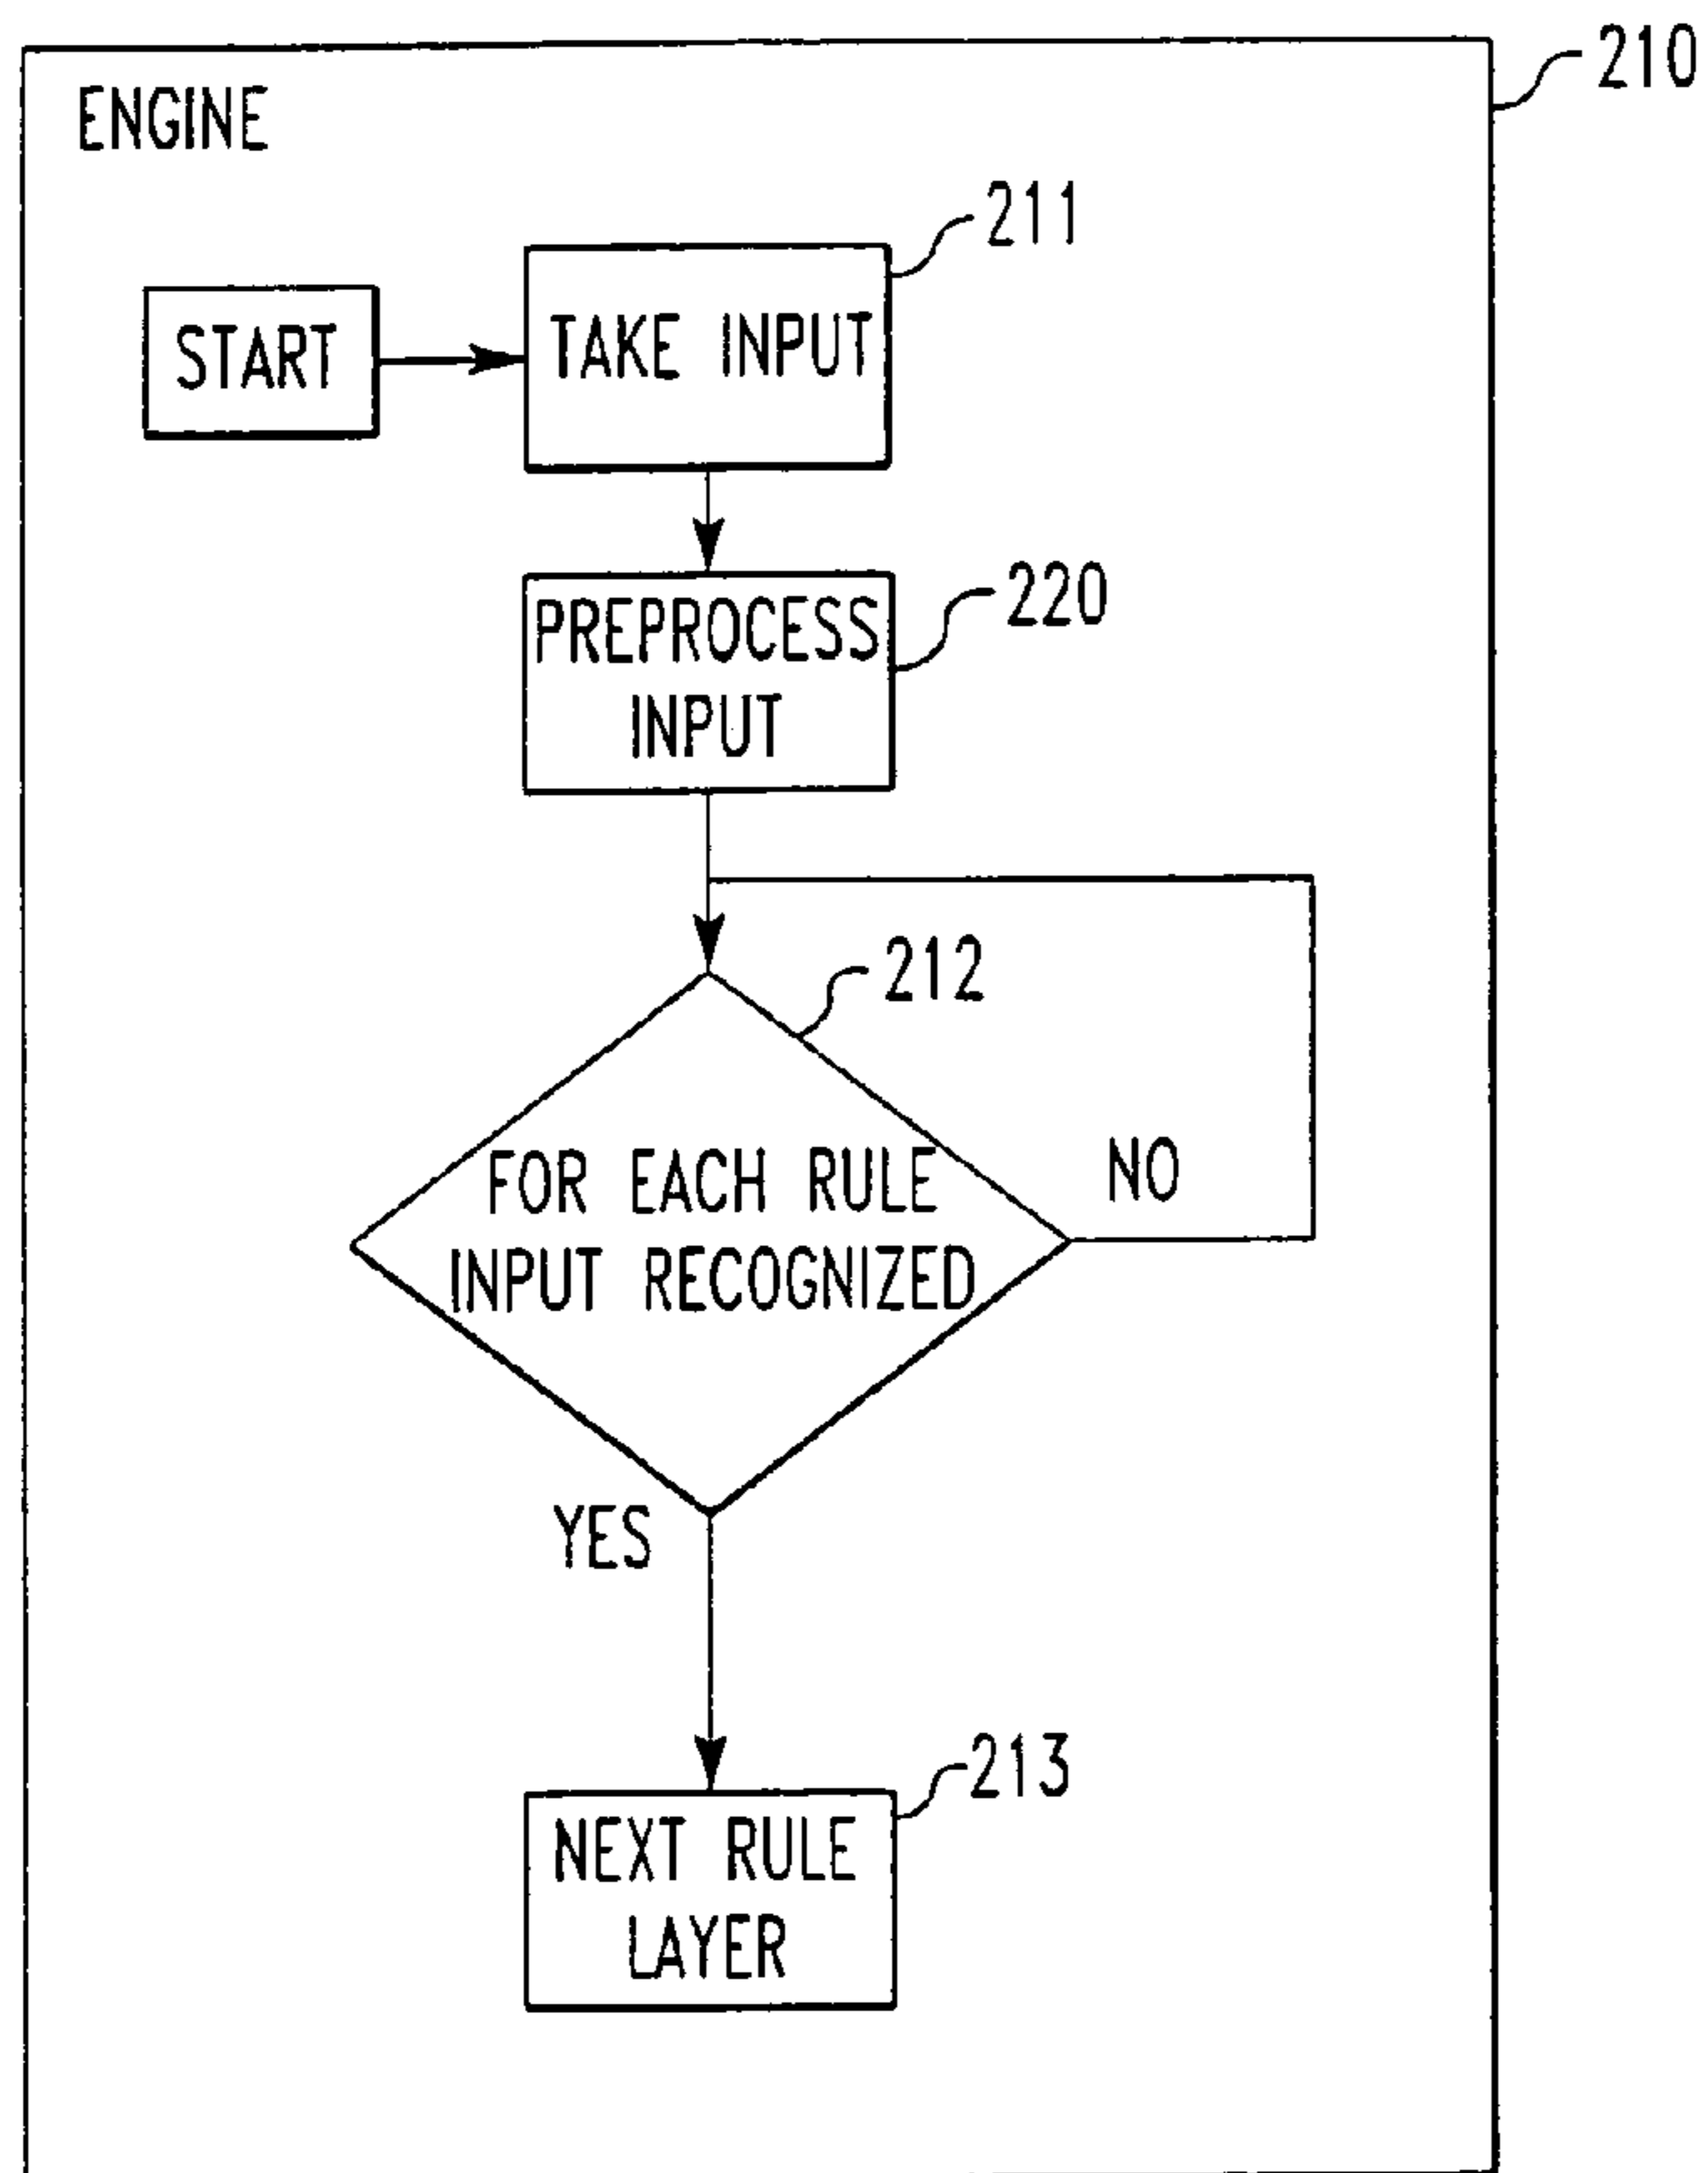 210
ENGINE
211
START
TAKE INPUT
220
PREPROCESS
INPUT
212
FOR EACH RULE
INPUT RECOGNIZED
NO
YES
213
NEXT RULE
LAYER